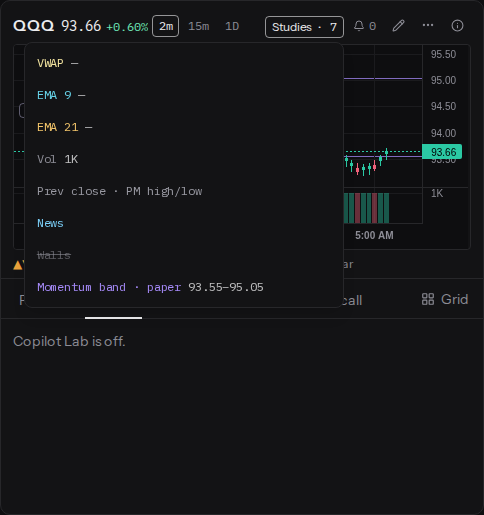 QQQ 93.66 +0.60% 2m 15m 1D Studies · 7 0
VWAP —
EMA 9 —
EMA 21 —
Vol 1K
Prev close · PM high/low
News
Walls
Momentum band · paper 93.55–95.05
95.50
95.00
94.50
94.00
93.66
1K
5:00 AM
Grid
Copilot Lab is off.